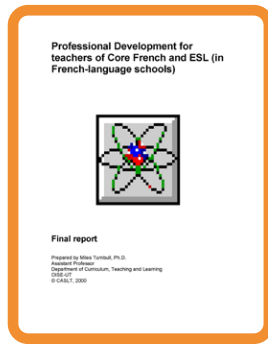 Professional Development for
teachers of Core French and ESL (in
French-language schools)
Final report
Prepared by Miles Turnbull, Ph.D.
Assistant Professor
Department of Curriculum, Teaching and Learning
OISE-UT
© CASLT, 2000